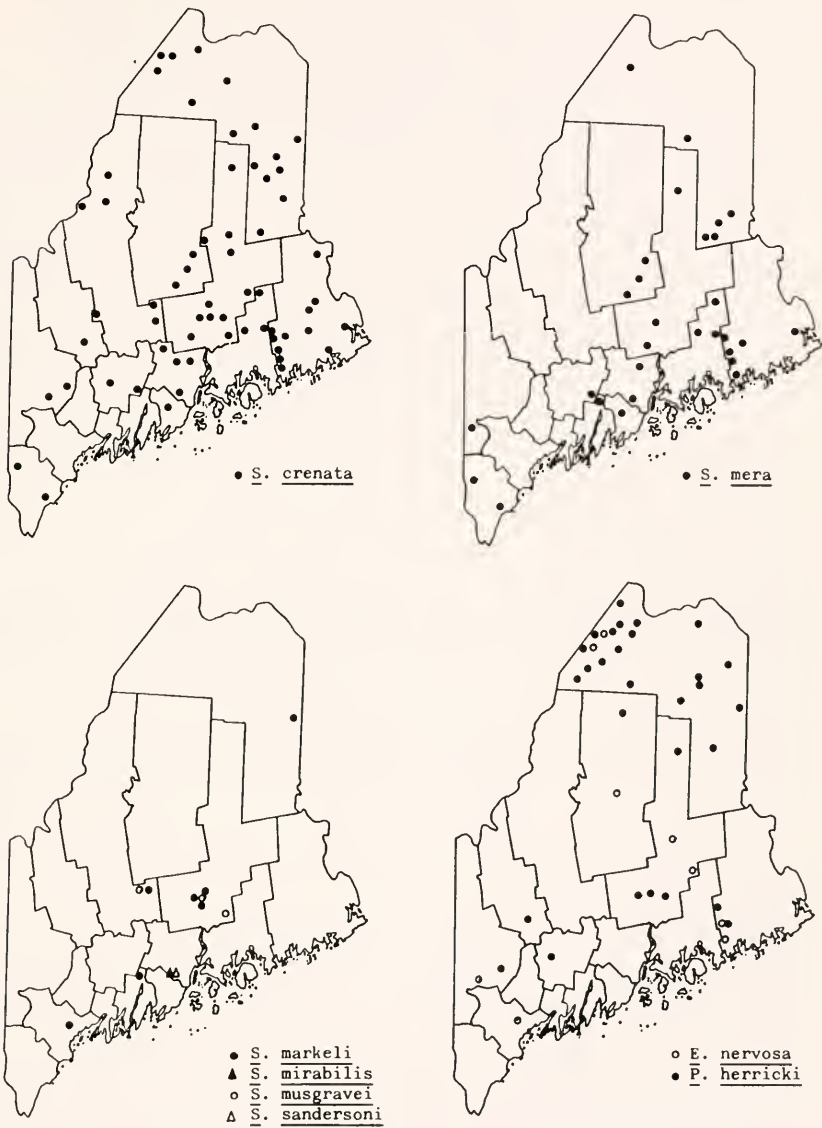 ● S. crenata
● S. mera
● S. markeli
▲ S. mirabilis
○ S. musgravei
△ S. sandersoni
○ E. nervosa
● P. herricki